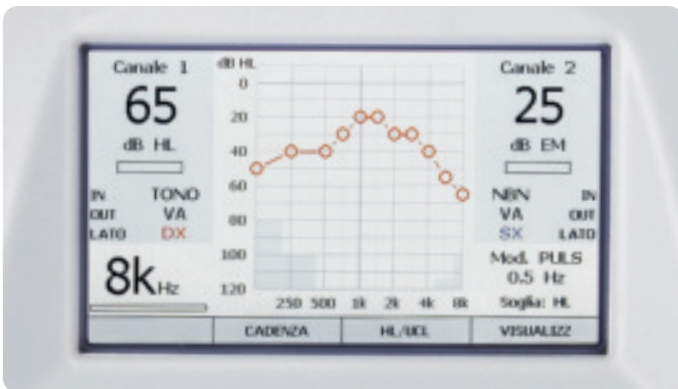 Canale 1
65
dB HL
IN TONO
OUT VA
LATO DX
8k Hz
dB HL
0
20
40
60
80
100
120
250 500 1k 2k 4k 8k
Canale 2
25
dB EM
NBN IN
VA OUT
SX LATO
Mod. PULS
0.5 Hz
Soglia: HL
CADENZA HL/UCL VISUALIZZ